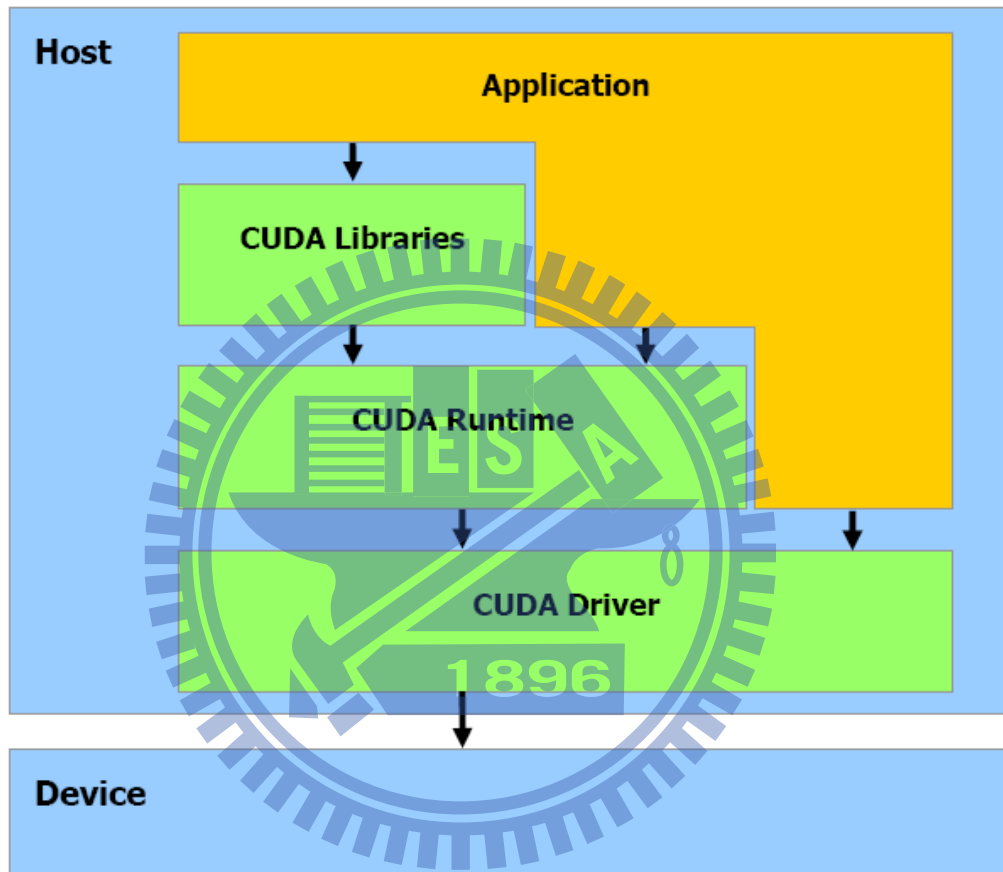 Host
Application
CUDA Libraries
CUDA Runtime
E S A
CUDA Driver
1896
Device